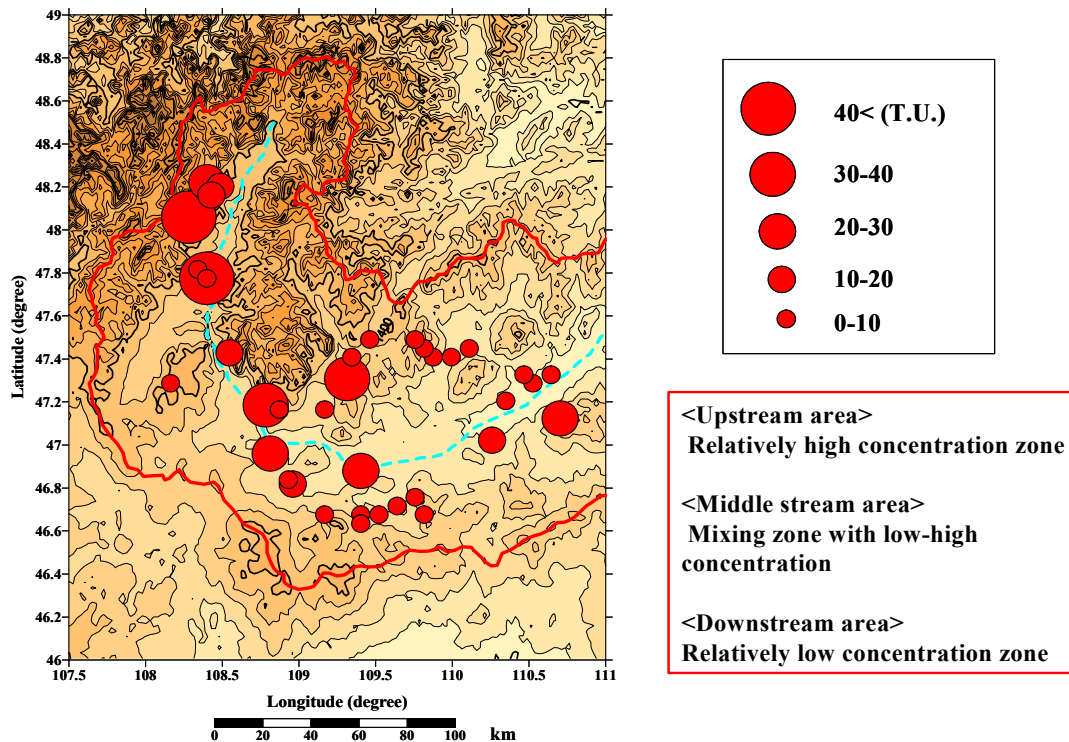 49
48.8
48.6
48.4
48.2
48
47.8
47.6
47.4
47.2
47
46.8
46.6
46.4
46.2
46
Latitude (degree)
1400
107.5 108 108.5 109 109.5 110 110.5 111
Longitude (degree)
0 20 40 60 80 100 km
40< (T.U.)
30-40
20-30
10-20
0-10
<Upstream area>
Relatively high concentration zone
<Middle stream area>
Mixing zone with low-high
concentration
<Downstream area>
Relatively low concentration zone